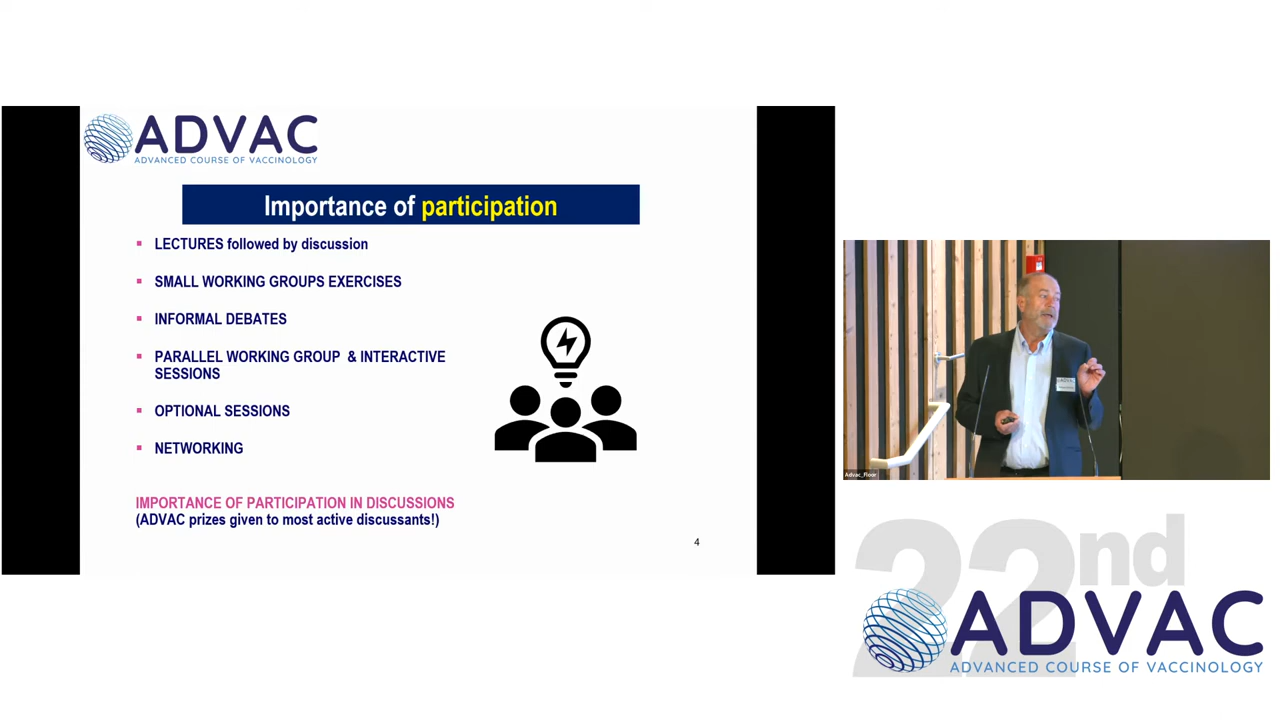 ADVAC
ADVANCED COURSE OF VACCINOLOGY
Importance of participation
LECTURES followed by discussion
SMALL WORKING GROUPS EXERCISES
INFORMAL DEBATES
PARALLEL WORKING GROUP & INTERACTIVE
SESSIONS
OPTIONAL SESSIONS
NETWORKING
IMPORTANCE OF PARTICIPATION IN DISCUSSIONS
(ADVAC prizes given to most active discussants!)
4
Advac_Floor
22nd
ADVAC
ADVANCED COURSE OF VACCINOLOGY